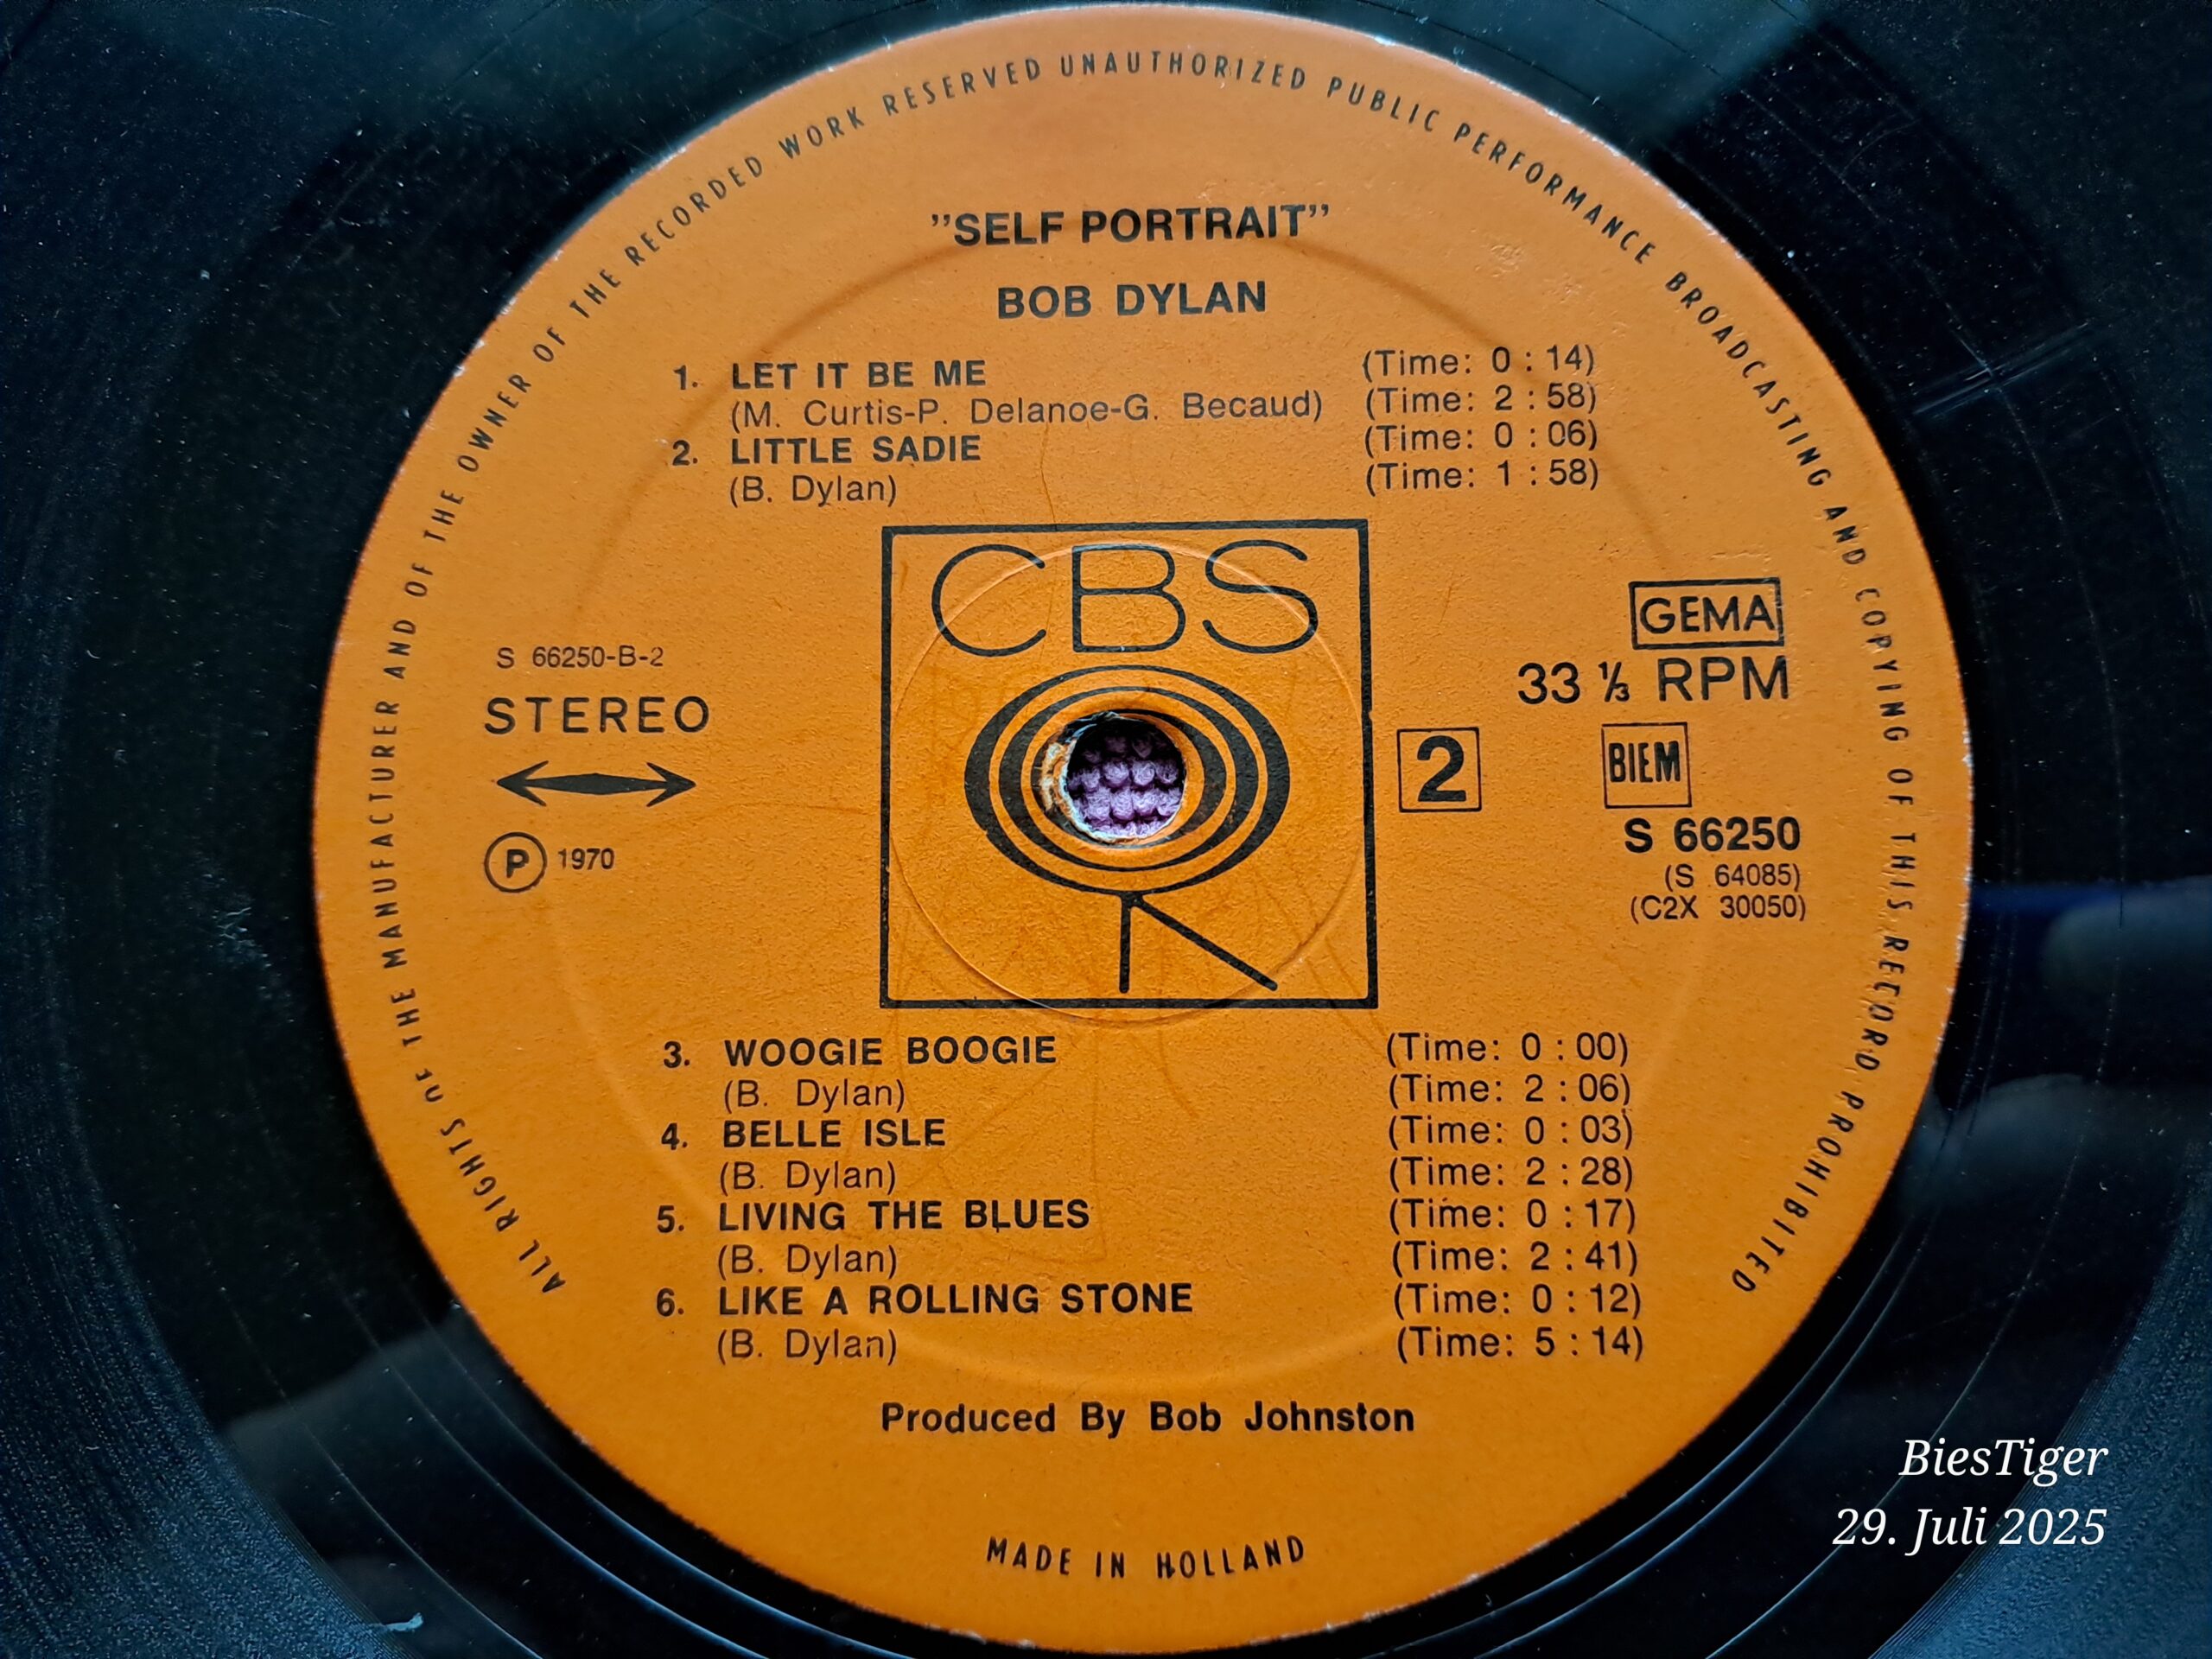 ALL RIGHTS OF THE MANUFACTURER AND OF THE OWNER OF THE RECORDED WORK RESERVED UNAUTHORIZED PUBLIC PERFORMANCE BROADCASTING AND COPYING OF THIS RECORD PROHIBITED
"SELF PORTRAIT"
BOB DYLAN
1. LET IT BE ME (Time: 0 : 14)
(M. Curtis-P. Delanoe-G. Becaud) (Time: 2 : 58)
2. LITTLE SADIE (Time: 0 : 06)
(B. Dylan) (Time: 1 : 58)
CBS
GEMA
S 66250-B-2
33 ⅓ RPM
STEREO
2
BIEM
S 66250
P 1970
(S 64085)
(C2X 30050)
3. WOOGIE BOOGIE (Time: 0 : 00)
(B. Dylan) (Time: 2 : 06)
4. BELLE ISLE (Time: 0 : 03)
(B. Dylan) (Time: 2 : 28)
5. LIVING THE BLUES (Time: 0 : 17)
(B. Dylan) (Time: 2 : 41)
6. LIKE A ROLLING STONE (Time: 0 : 12)
(B. Dylan) (Time: 5 : 14)
Produced By Bob Johnston
MADE IN HOLLAND
BiesTiger
29. Juli 2025